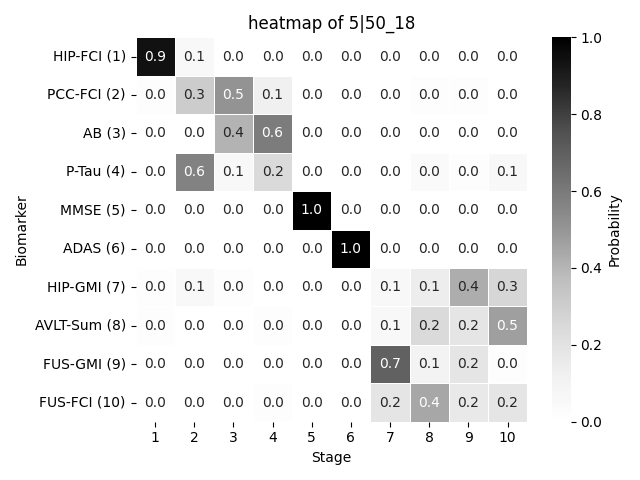 heatmap of 5|50_18
HIP-FCI (1) 0.9 0.1 0.0 0.0 0.0 0.0 0.0 0.0 0.0 0.0
PCC-FCI (2) 0.0 0.3 0.5 0.1 0.0 0.0 0.0 0.0 0.0 0.0
AB (3) 0.0 0.0 0.4 0.6 0.0 0.0 0.0 0.0 0.0 0.0
P-Tau (4) 0.0 0.6 0.1 0.2 0.0 0.0 0.0 0.0 0.0 0.1
MMSE (5) 0.0 0.0 0.0 0.0 1.0 0.0 0.0 0.0 0.0 0.0
ADAS (6) 0.0 0.0 0.0 0.0 0.0 1.0 0.0 0.0 0.0 0.0
HIP-GMI (7) 0.0 0.1 0.0 0.0 0.0 0.0 0.1 0.1 0.4 0.3
AVLT-Sum (8) 0.0 0.0 0.0 0.0 0.0 0.0 0.1 0.2 0.2 0.5
FUS-GMI (9) 0.0 0.0 0.0 0.0 0.0 0.0 0.7 0.1 0.2 0.0
FUS-FCI (10) 0.0 0.0 0.0 0.0 0.0 0.0 0.2 0.4 0.2 0.2
1 2 3 4 5 6 7 8 9 10
Stage
Biomarker
1.0
0.8
0.6
0.4
0.2
0.0
Probability